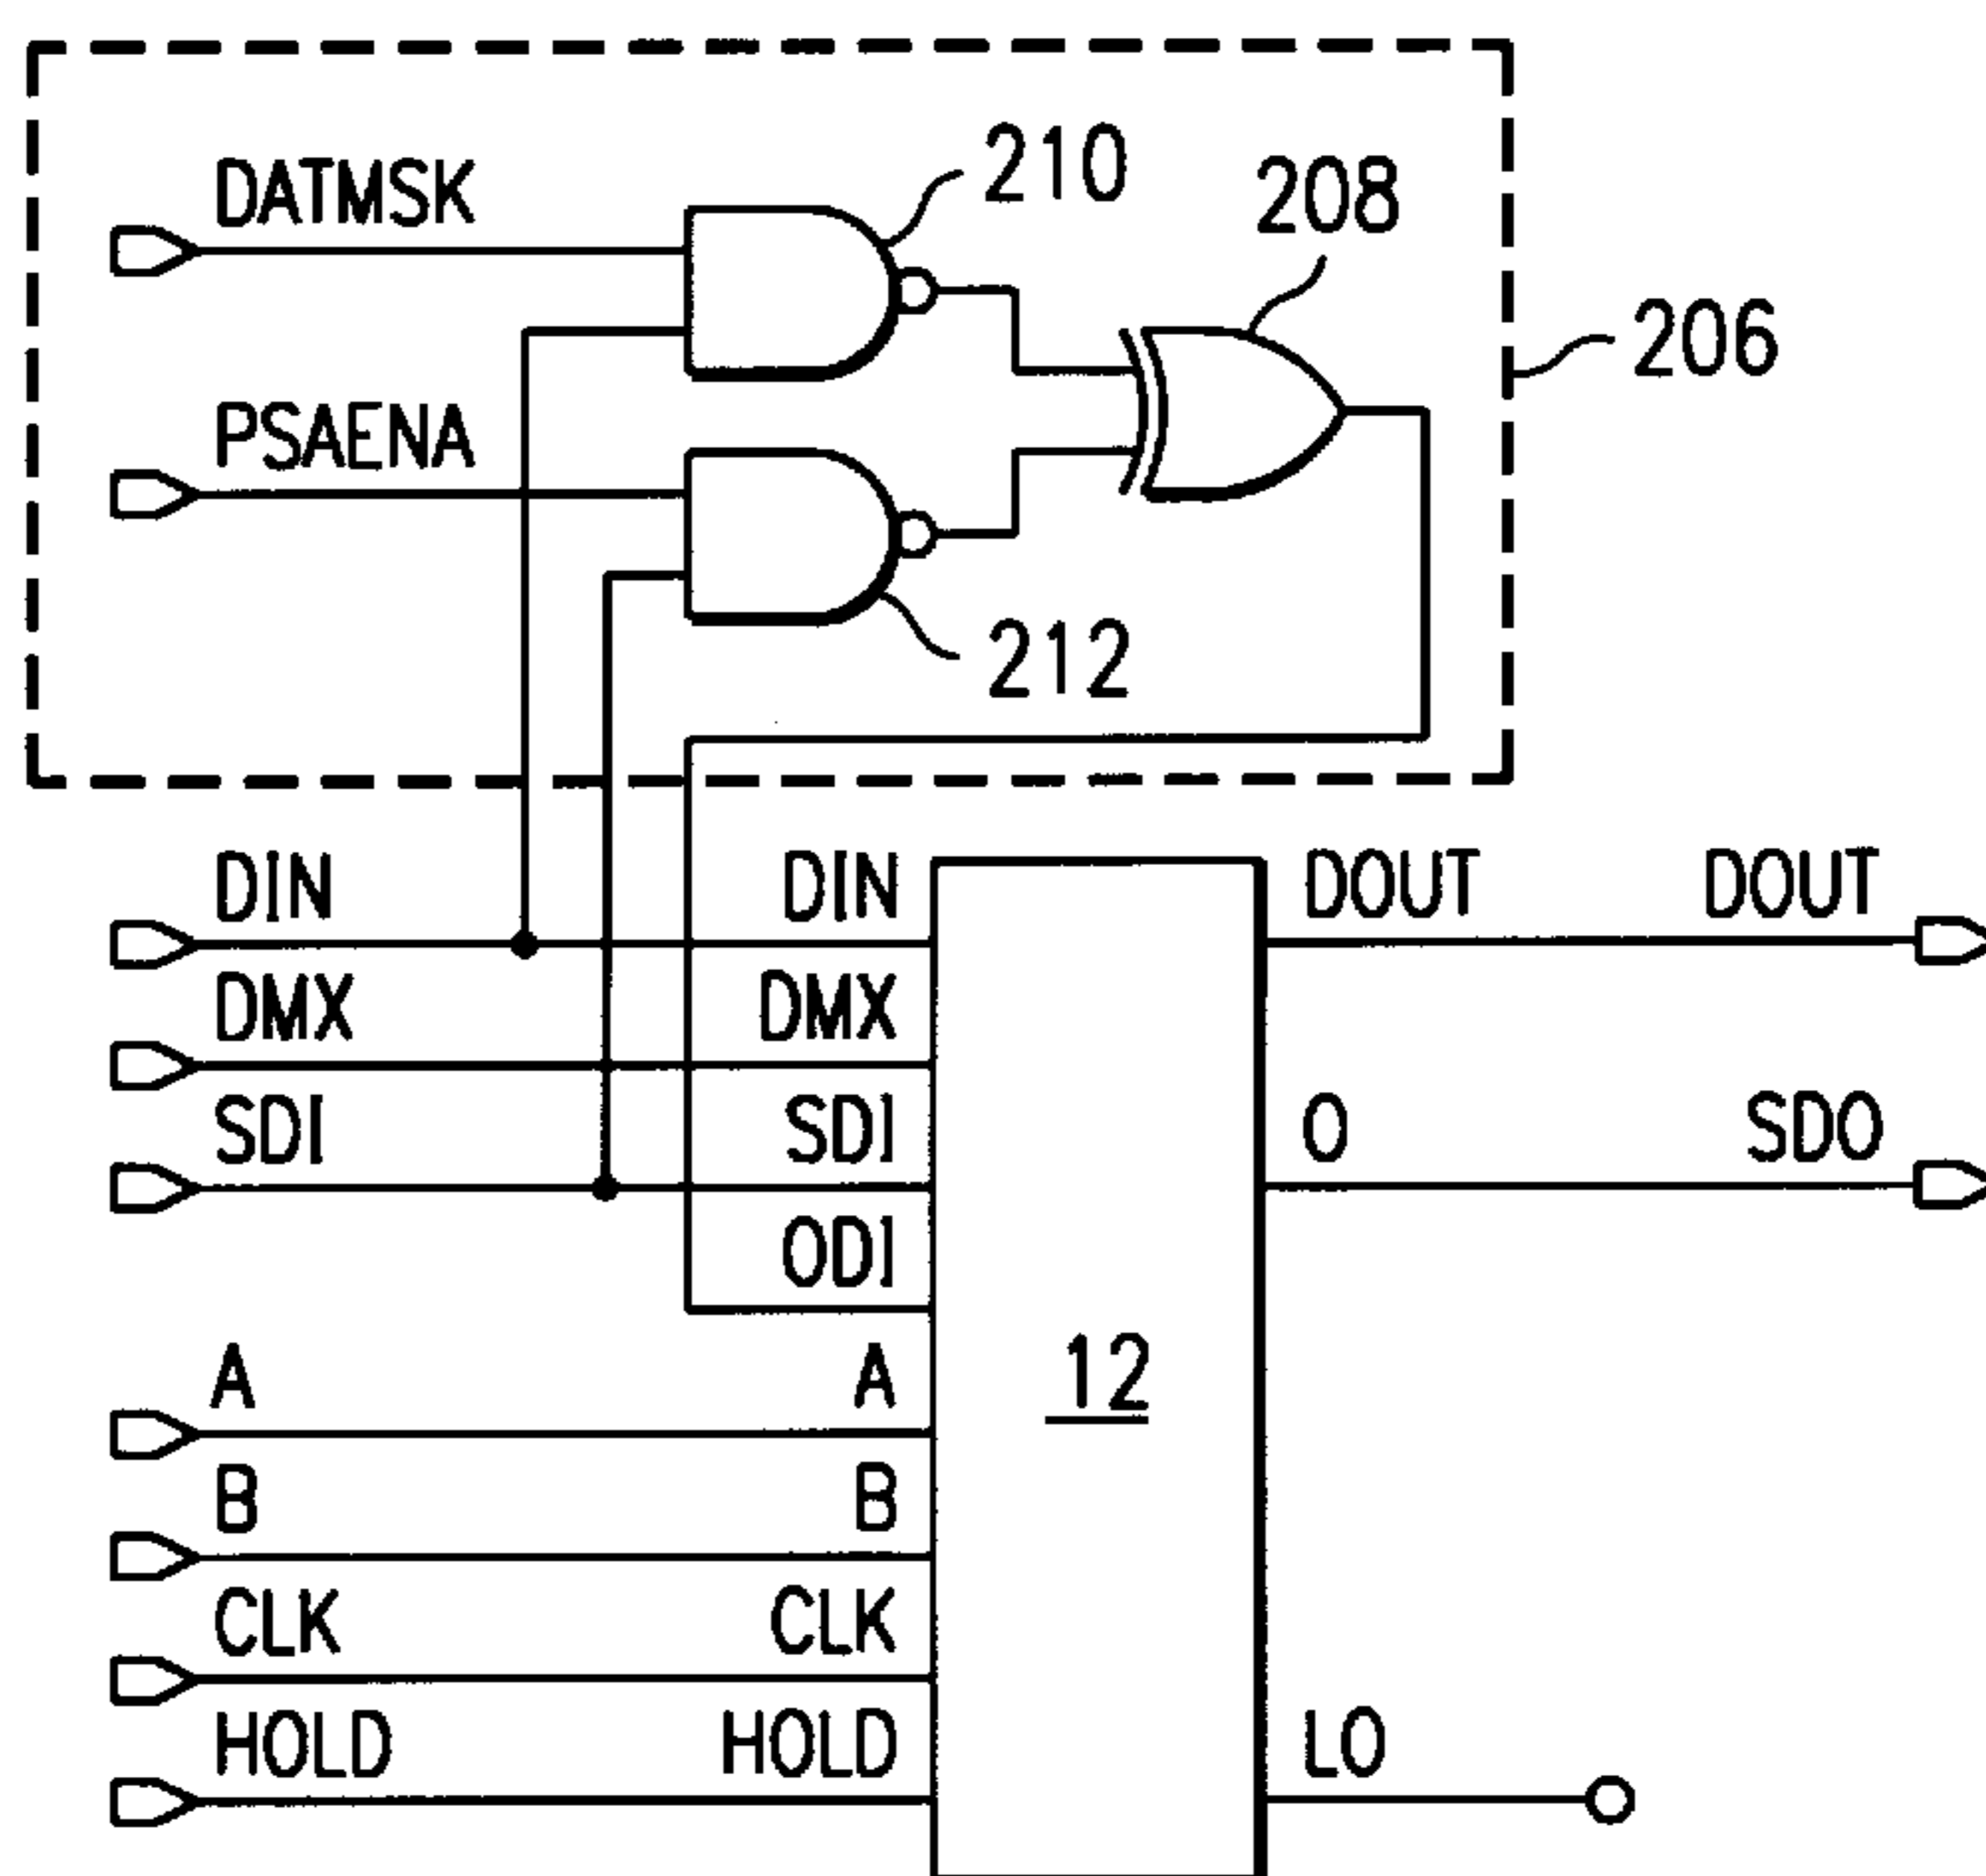 DATMSK
210
208
206
PSAENA
212
DIN DIN DOUT DOUT
DMX DMX
SDI SDI O SDO
ODI
12
A A
B B
CLK CLK
HOLD HOLD LO